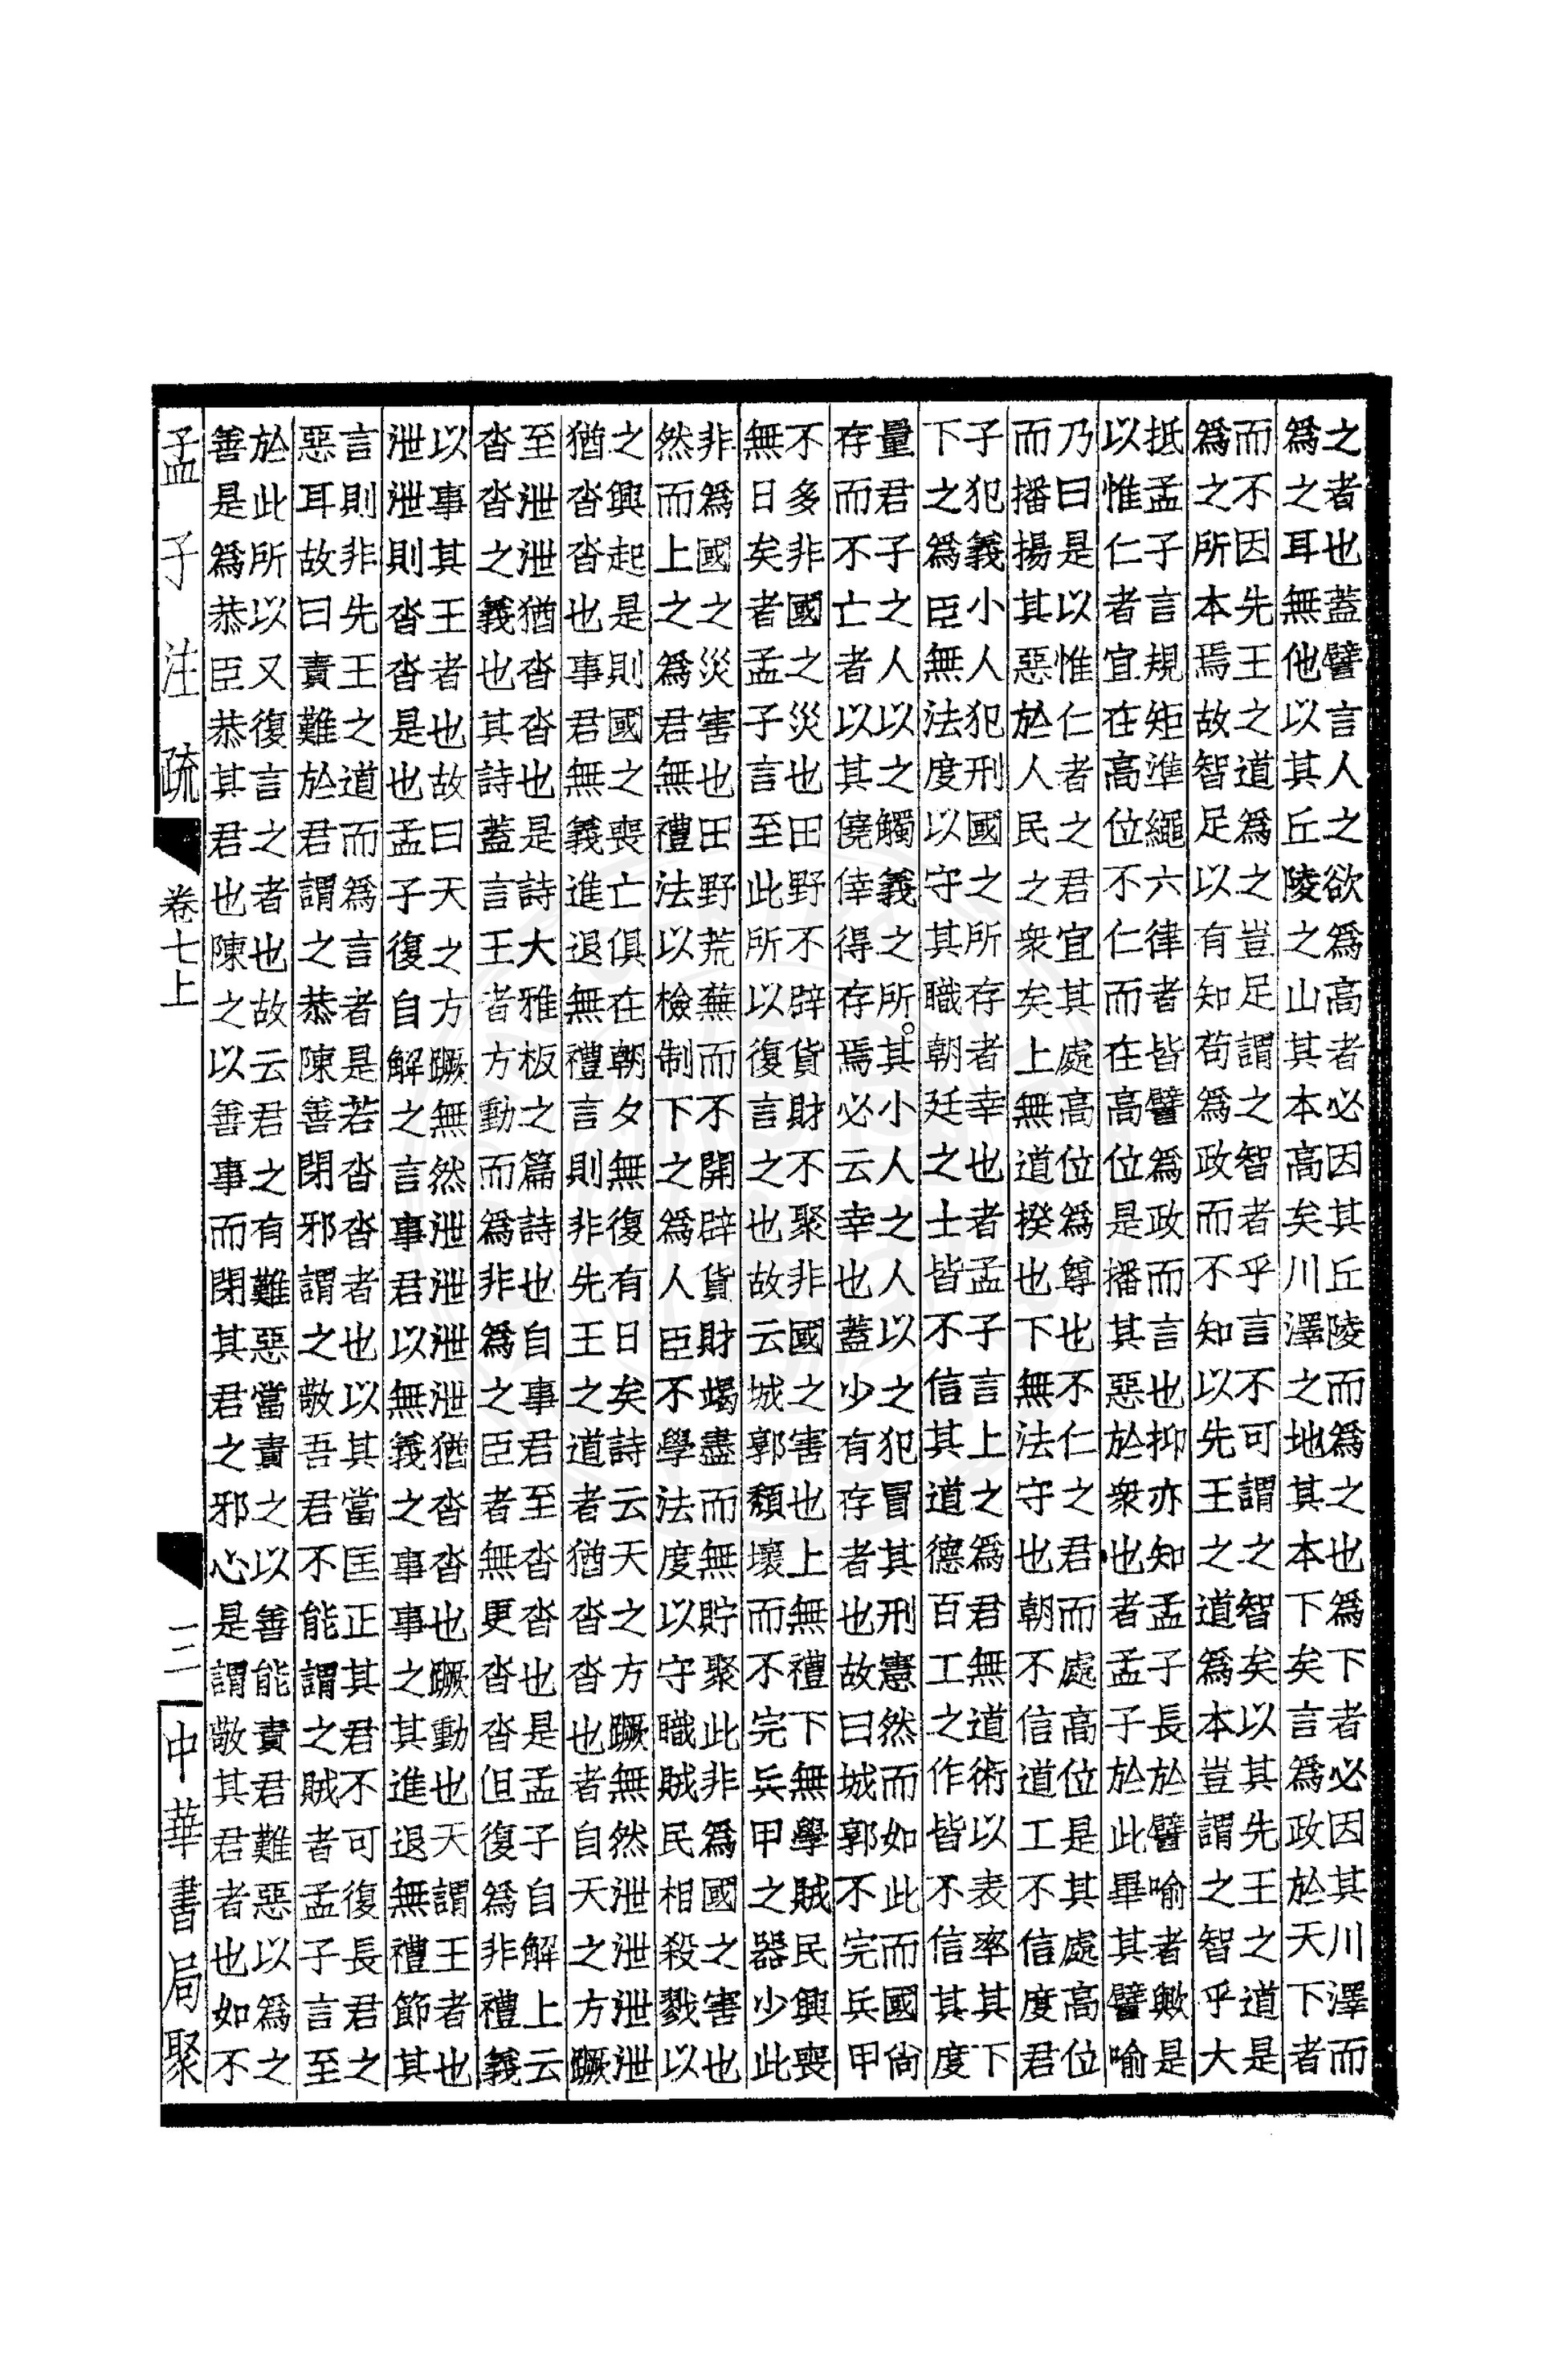 之者也蓋譬言人之欲爲高者必因其丘陵而爲之也爲下者必因其川澤而
爲之耳無他以其丘陵之山其本高矣川澤之地其本下矣言爲政於天下者
而不因先王之道爲之豈足謂之智者乎言不可謂之智矣以其先王之道是
爲之所本焉故智足以有知苟爲政而不知以先王之道爲本豈謂之智乎大
抵孟子言規矩準繩六律者皆譬爲政而言也抑亦知孟子長於譬喻者歟是
以惟仁者宜在高位不仁而在高位是播其惡於衆也者孟子於此畢其譬喻
乃曰是以惟仁者之君宜其處高位爲尊也不仁之君而處高位是其處高位
而播揚其惡於人民之衆矣上無道揆也下無法守也朝不信道工不信度君
子犯義小人犯刑國之所存者幸也者孟子言上之爲君無道術以表率其下
下之爲臣無法度以守其職朝廷之士皆不信其道德百工之作皆不信其度
量君子之人以之觸義之所。其小人之人以之犯冒其刑憲然而如此而國尙
存而不亡者以其僥倖得存焉必云幸也蓋少有存者也故曰城郭不完兵甲
不多非國之災也田野不辟貨財不聚非國之害也上無禮下無學賊民興喪
無日矣者孟子言至此所以復言之也故云城郭頹壞而不完兵甲之器少此
非爲國之災害也田野荒蕪而不開辟貨財竭盡而無貯聚此非爲國之害也
然而上之爲君無禮法以檢制下之爲人臣不學法度以守職賊民相殺戮以
之興起是則國之喪亡俱在朝夕無復有日矣詩云天之方蹶無然泄泄泄泄
猶沓沓也事君無義進退無禮言則非先王之道者猶沓沓也者自天之方蹶
至泄泄猶沓沓也是詩大雅板之篇詩也自事君至沓沓也是孟子自解上云
沓沓之義也其詩蓋言王者方動而爲非爲之臣者無更沓沓但復爲非禮義
以事其王者也故曰天之方蹶無然泄泄泄泄猶沓沓也蹶動也天謂王者也
泄泄則沓沓是也孟子復自解之言事君以無義之事事之其進退無禮節其
言則非先王之道而爲言者是若沓沓者也以其當匡正其君不可復長君之
惡耳故曰責難於君謂之恭陳善閉邪謂之敬吾君不能謂之賊者孟子言至
於此所以又復言之者也故云君之有難惡當責之以善能責君難惡以爲之
善是爲恭臣恭其君也陳之以善事而閉其君之邪心是謂敬其君者也如不
孟子注疏 卷七上 三 中華書局聚